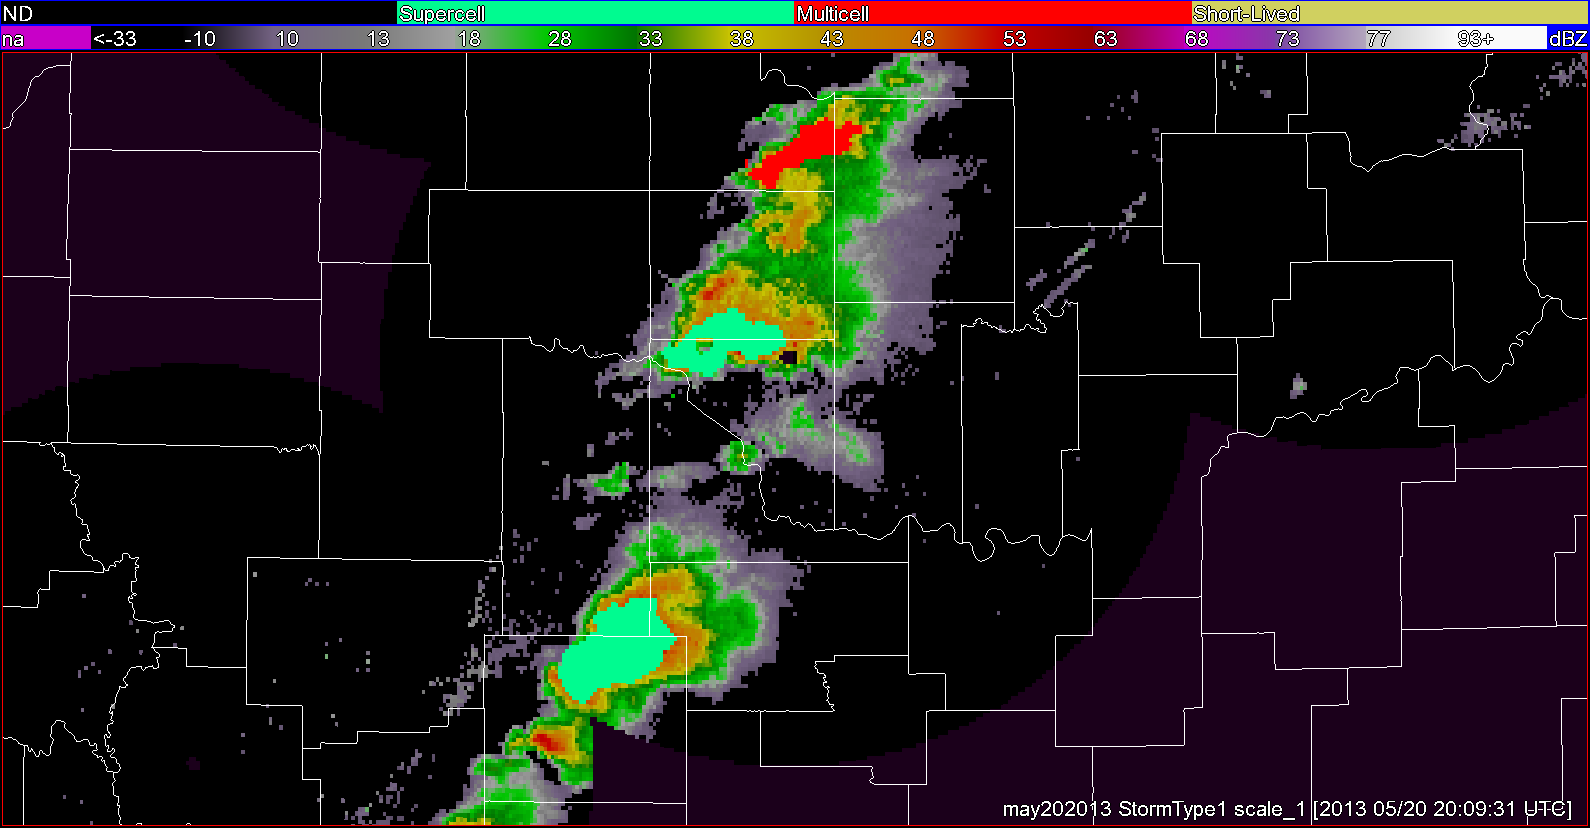 ND Supercell Multicell Short-Lived
na <-33 -10 10 13 18 28 33 38 43 48 53 63 68 73 77 93+ dBZ
may202013 StormType1 scale_1 [2013 05/20 20:09:31 UTC]